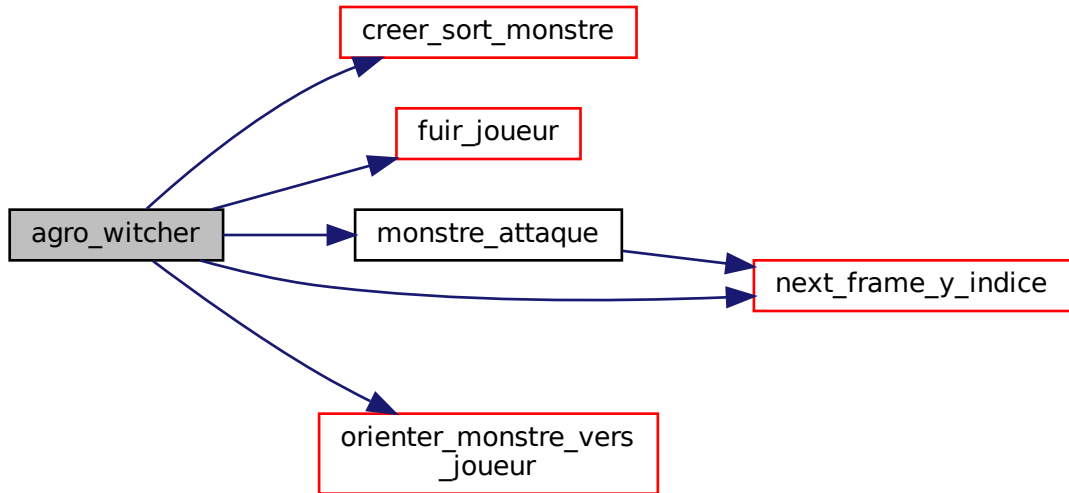 creer_sort_monstre
fuir_joueur
agro_witcher
monstre_attaque
next_frame_y_indice
orienter_monstre_vers
_joueur